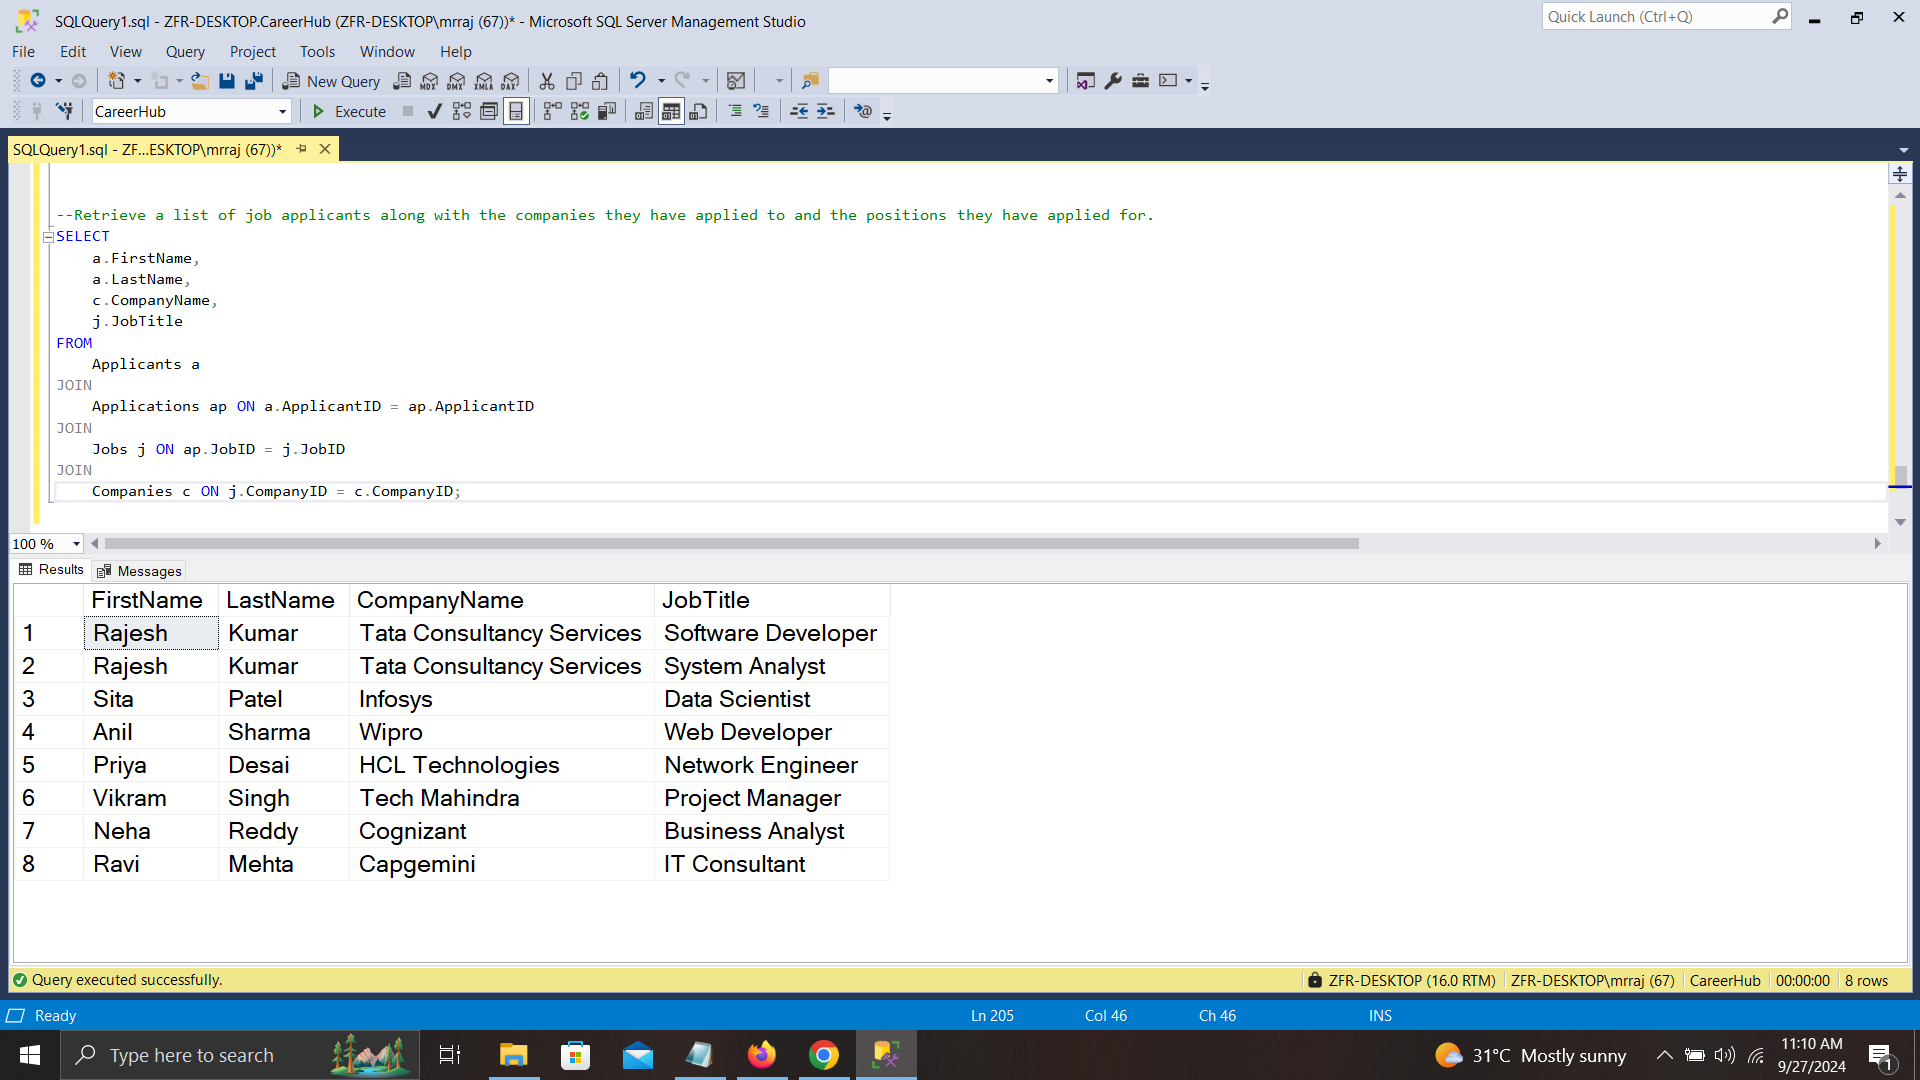 SQLQuery1.sql - ZFR-DESKTOP.CareerHub (ZFR-DESKTOP\mrraj (67))* - Microsoft SQL Server Management Studio
Quick Launch (Ctrl+Q)
File Edit View Query Project Tools Window Help
New Query
MDX DMX XMLA DAX
CareerHub
Execute
SQLQuery1.sql - ZF...ESKTOP\mrraj (67))*
--Retrieve a list of job applicants along with the companies they have applied to and the positions they have applied for.
SELECT
a.FirstName,
a.LastName,
c.CompanyName,
j.JobTitle
FROM
Applicants a
JOIN
Applications ap ON a.ApplicantID = ap.ApplicantID
JOIN
Jobs j ON ap.JobID = j.JobID
JOIN
Companies c ON j.CompanyID = c.CompanyID;
100 %
Results Messages
FirstName LastName CompanyName JobTitle
1 Rajesh Kumar Tata Consultancy Services Software Developer
2 Rajesh Kumar Tata Consultancy Services System Analyst
3 Sita Patel Infosys Data Scientist
4 Anil Sharma Wipro Web Developer
5 Priya Desai HCL Technologies Network Engineer
6 Vikram Singh Tech Mahindra Project Manager
7 Neha Reddy Cognizant Business Analyst
8 Ravi Mehta Capgemini IT Consultant
Query executed successfully.
ZFR-DESKTOP (16.0 RTM) ZFR-DESKTOP\mrraj (67) CareerHub 00:00:00 8 rows
Ready Ln 205 Col 46 Ch 46 INS
Type here to search
31°C Mostly sunny
11:10 AM
9/27/2024
1